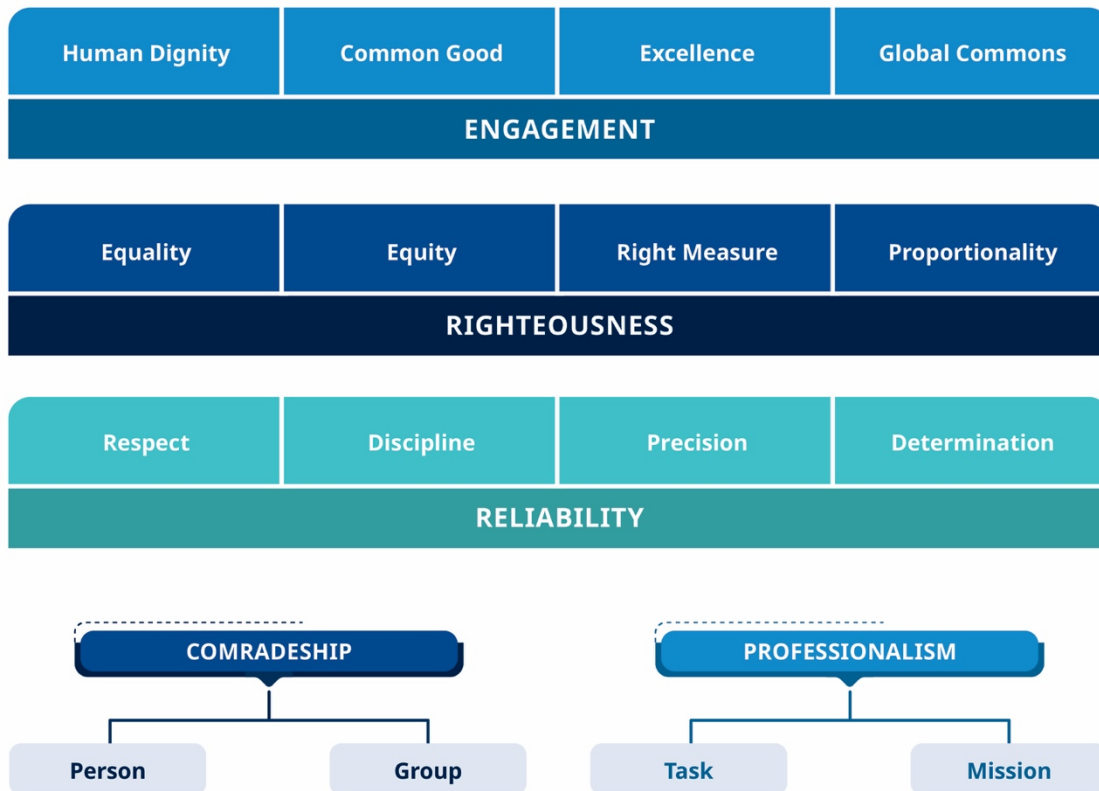 Human Dignity Common Good Excellence Global Commons
ENGAGEMENT
Equality Equity Right Measure Proportionality
RIGHTEOUSNESS
Respect Discipline Precision Determination
RELIABILITY
COMRADESHIP PROFESSIONALISM
Person Group Task Mission